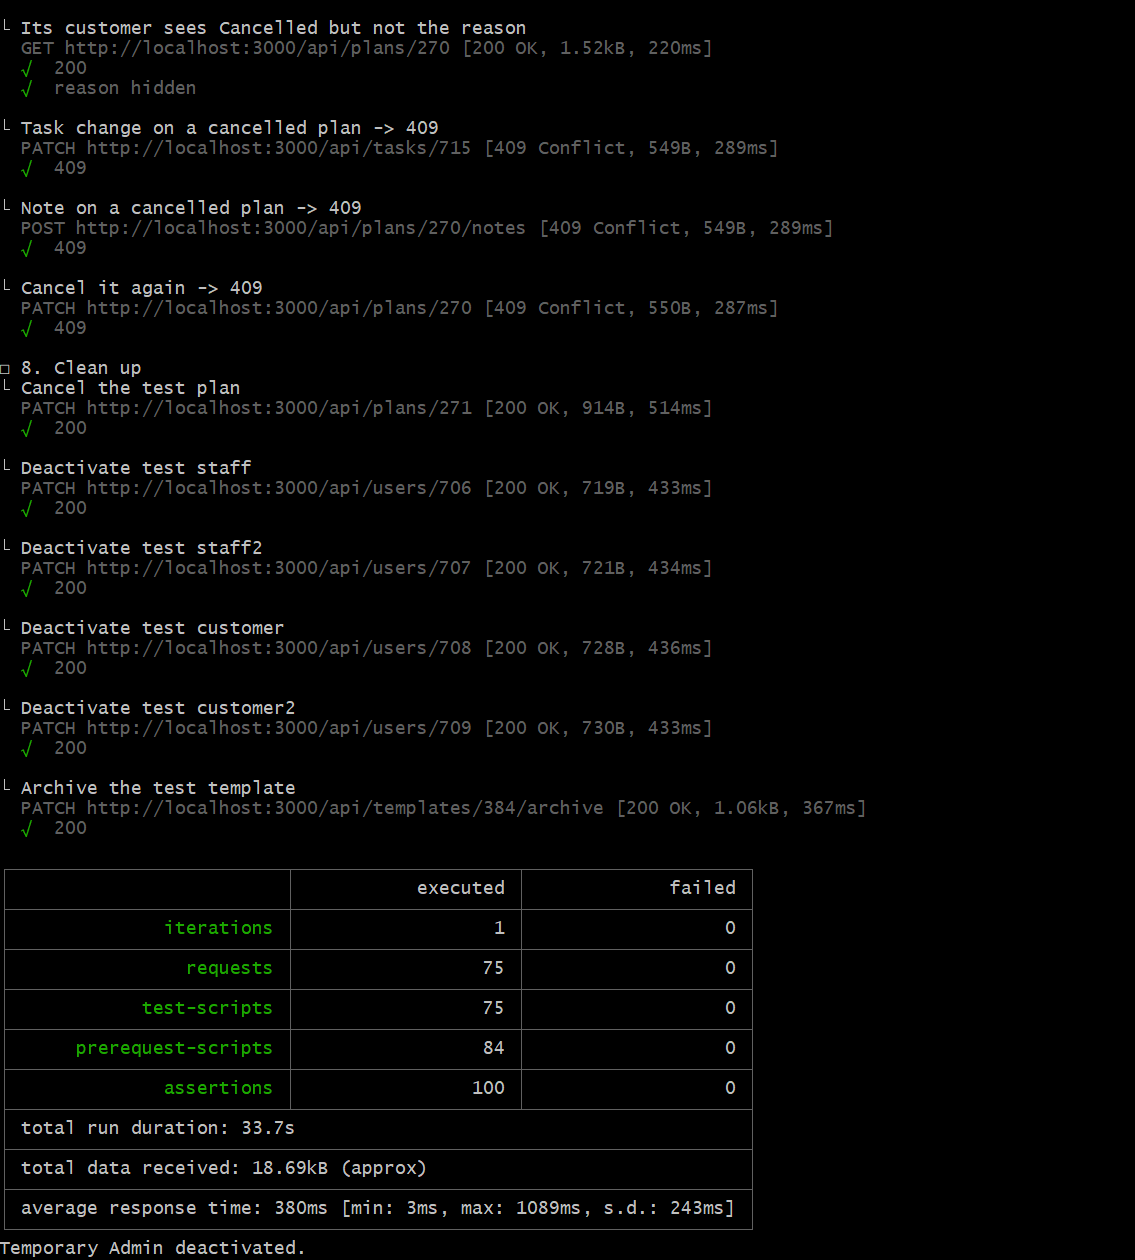 └ Its customer sees Cancelled but not the reason
GET http://localhost:3000/api/plans/270 [200 OK, 1.52kB, 220ms]
√ 200
√ reason hidden
└ Task change on a cancelled plan -> 409
PATCH http://localhost:3000/api/tasks/715 [409 Conflict, 549B, 289ms]
√ 409
└ Note on a cancelled plan -> 409
POST http://localhost:3000/api/plans/270/notes [409 Conflict, 549B, 289ms]
√ 409
└ Cancel it again -> 409
PATCH http://localhost:3000/api/plans/270 [409 Conflict, 550B, 287ms]
√ 409
□ 8. Clean up
└ Cancel the test plan
PATCH http://localhost:3000/api/plans/271 [200 OK, 914B, 514ms]
√ 200
└ Deactivate test staff
PATCH http://localhost:3000/api/users/706 [200 OK, 719B, 433ms]
√ 200
└ Deactivate test staff2
PATCH http://localhost:3000/api/users/707 [200 OK, 721B, 434ms]
√ 200
└ Deactivate test customer
PATCH http://localhost:3000/api/users/708 [200 OK, 728B, 436ms]
√ 200
└ Deactivate test customer2
PATCH http://localhost:3000/api/users/709 [200 OK, 730B, 433ms]
√ 200
└ Archive the test template
PATCH http://localhost:3000/api/templates/384/archive [200 OK, 1.06kB, 367ms]
√ 200
executed failed
iterations 1 0
requests 75 0
test-scripts 75 0
prerequest-scripts 84 0
assertions 100 0
total run duration: 33.7s
total data received: 18.69kB (approx)
average response time: 380ms [min: 3ms, max: 1089ms, s.d.: 243ms]
Temporary Admin deactivated.